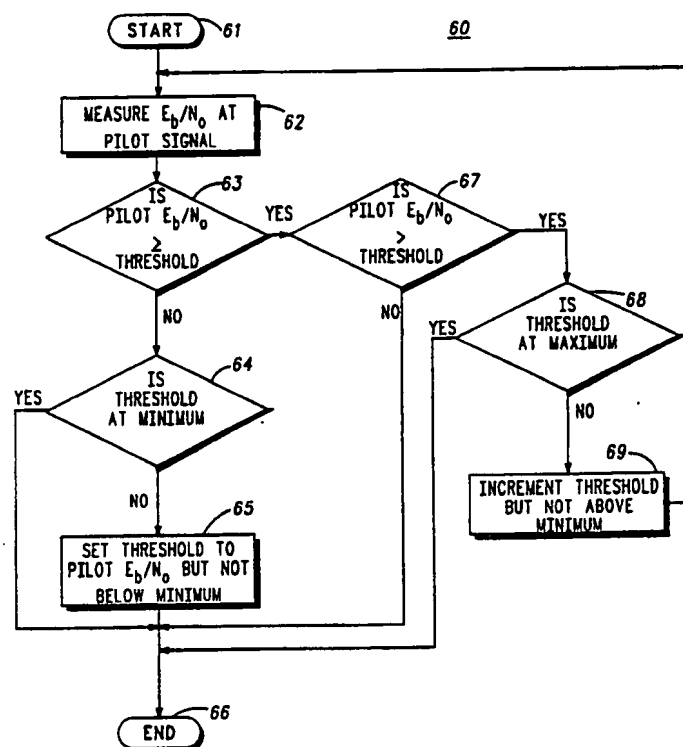 START 61
60
MEASURE E_b/N_o AT
PILOT SIGNAL
62
63
IS
PILOT E_b/N_o
≥
THRESHOLD
YES
NO
67
IS
PILOT E_b/N_o
>
THRESHOLD
YES
NO
68
IS
THRESHOLD
AT MAXIMUM
YES
NO
64
IS
THRESHOLD
AT MINIMUM
YES
NO
69
INCREMENT THRESHOLD
BUT NOT ABOVE
MINIMUM
65
SET THRESHOLD TO
PILOT E_b/N_o BUT NOT
BELOW MINIMUM
END 66